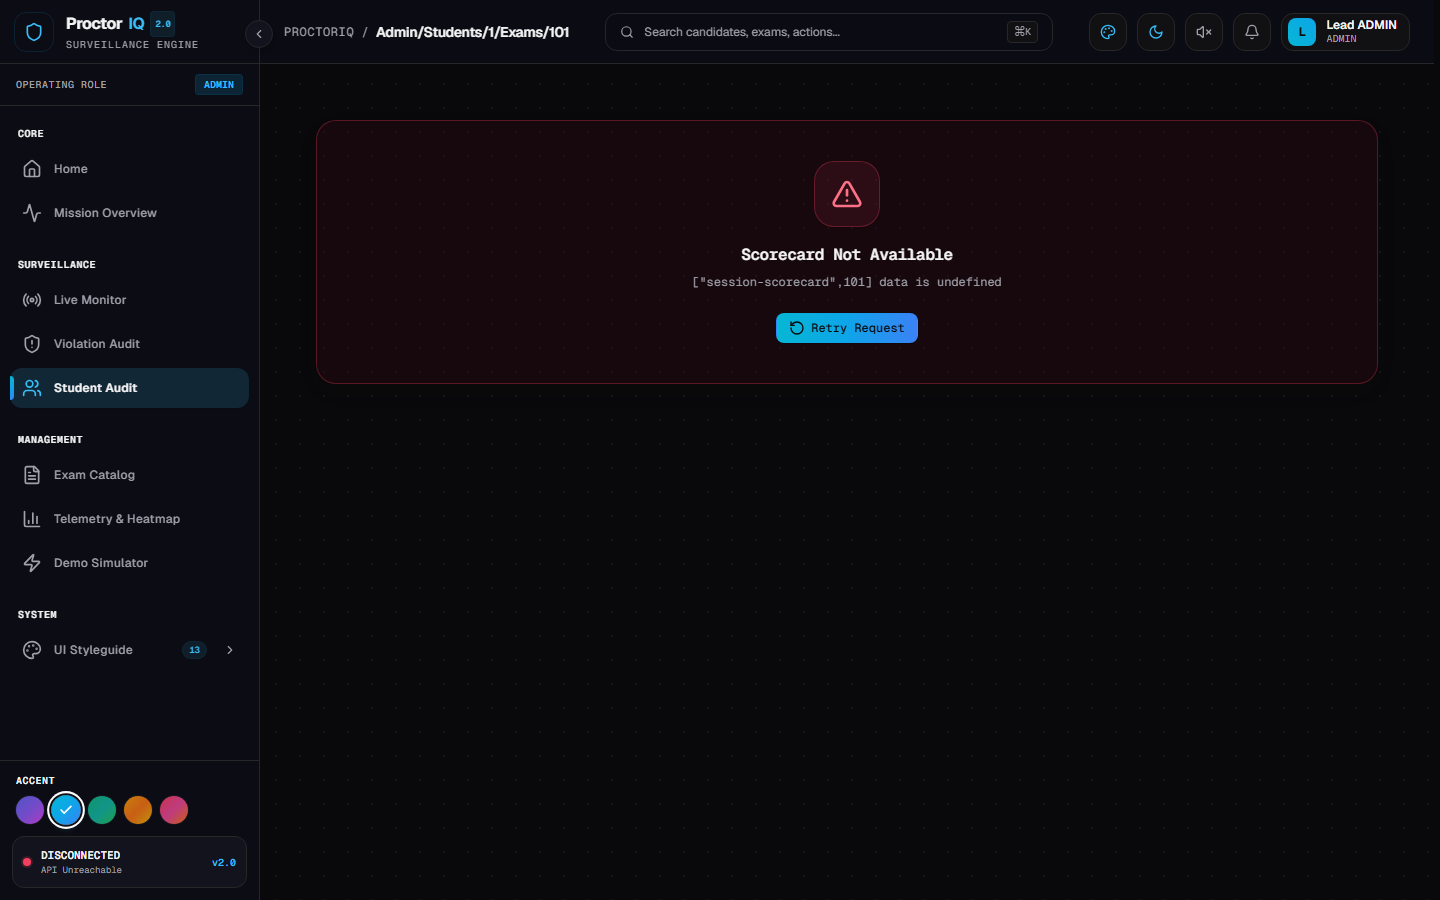 Proctor IQ 2.0
SURVEILLANCE ENGINE
PROCTORIQ / Admin/Students/1/Exams/101
Search candidates, exams, actions...
⌘K
L
Lead ADMIN
ADMIN
OPERATING ROLE
ADMIN
CORE
Home
Mission Overview
SURVEILLANCE
Live Monitor
Violation Audit
Student Audit
MANAGEMENT
Exam Catalog
Telemetry & Heatmap
Demo Simulator
SYSTEM
UI Styleguide
13
Scorecard Not Available
["session-scorecard",101] data is undefined
Retry Request
ACCENT
DISCONNECTED
API Unreachable
v2.0